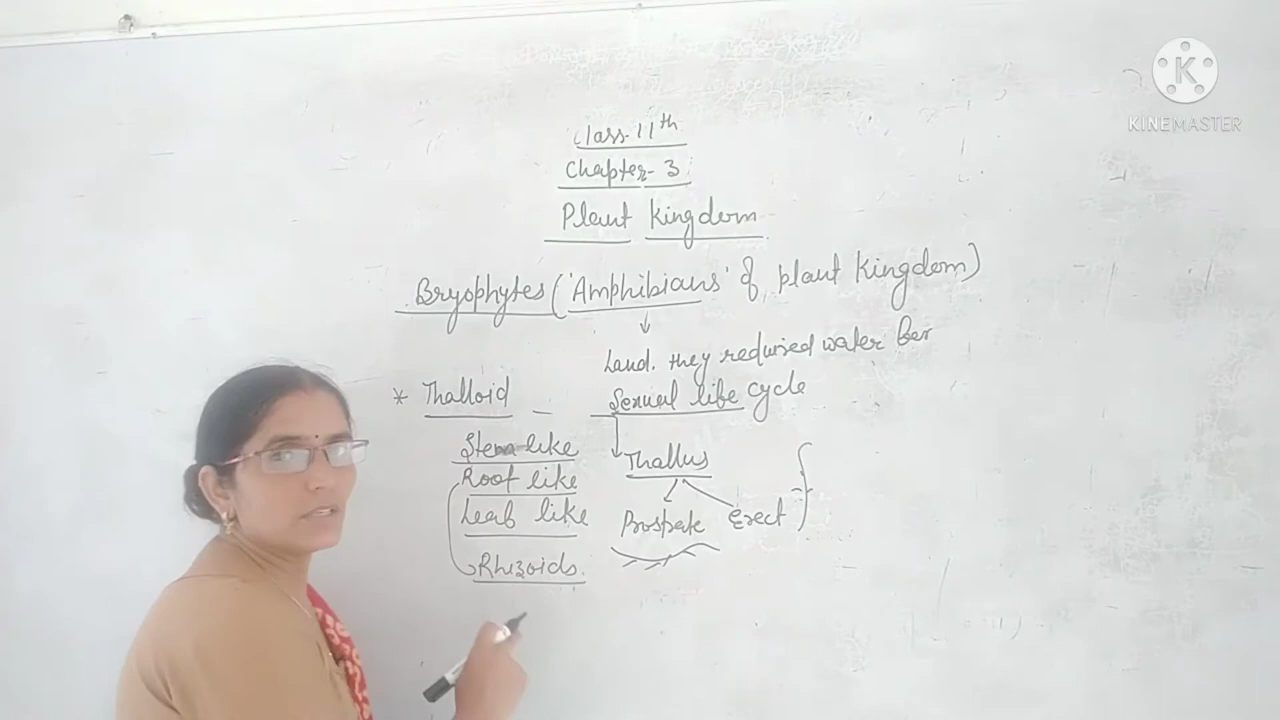 Class-11th
Chapter-3
Plant Kingdom
Bryophytes ('Amphibians' of plant Kingdom)
Land. they reduised water for
* Thalloid - Sexual life cycle
Stem like
Root like
Leaf like
Rhizoids.
Thallus
Prostrate Erect
KINEMASTER